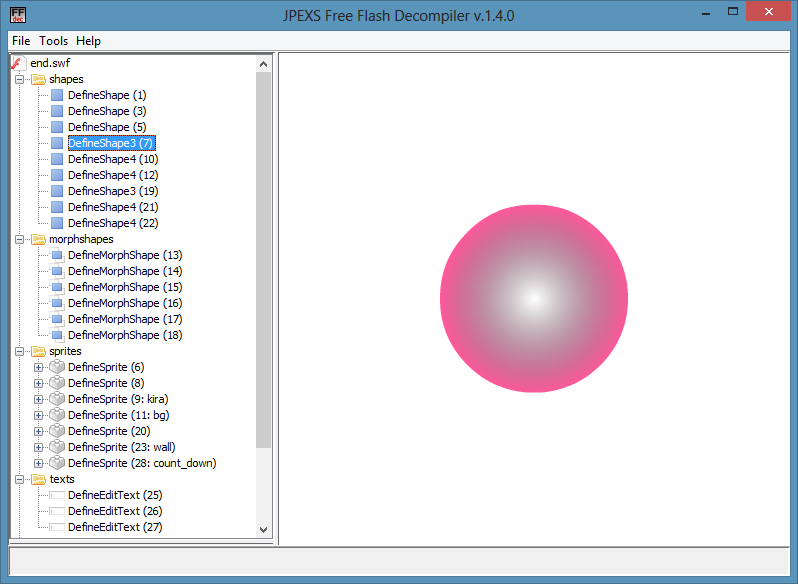 FF
dec
JPEXS Free Flash Decompiler v.1.4.0
File Tools Help
end.swf
shapes
DefineShape (1)
DefineShape (3)
DefineShape (5)
DefineShape3 (7)
DefineShape4 (10)
DefineShape4 (12)
DefineShape3 (19)
DefineShape4 (21)
DefineShape4 (22)
morphshapes
DefineMorphShape (13)
DefineMorphShape (14)
DefineMorphShape (15)
DefineMorphShape (16)
DefineMorphShape (17)
DefineMorphShape (18)
sprites
DefineSprite (6)
DefineSprite (8)
DefineSprite (9: kira)
DefineSprite (11: bg)
DefineSprite (20)
DefineSprite (23: wall)
DefineSprite (28: count_down)
texts
DefineEditText (25)
DefineEditText (26)
DefineEditText (27)